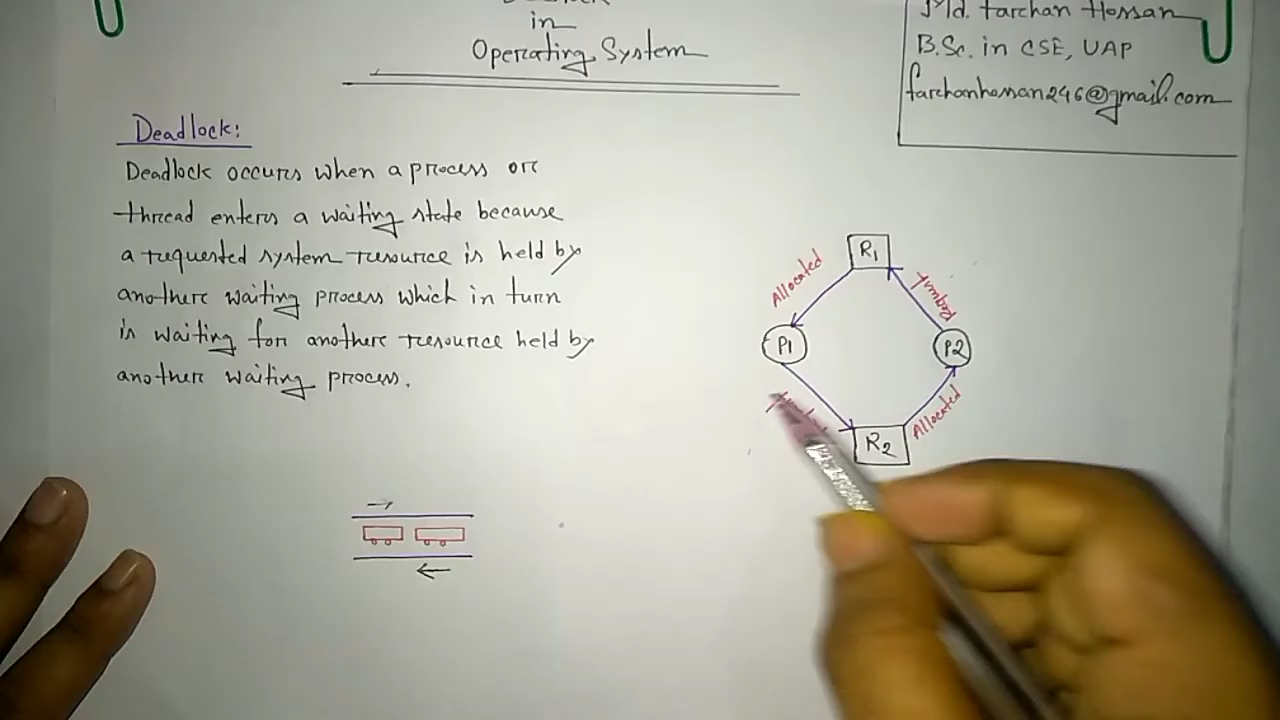 in
Operating System
Md. Farhan Hossan
B.Sc. in CSE, UAP
farhanhossan246@gmail.com
Deadlock:
Deadlock occurs when a process or
thread enters a waiting state because
a requested system resource is held by
another waiting process which in turn
is waiting for another resource held by
another waiting process.
R1
Allocated
Request
P1
P2
Allocated
R2